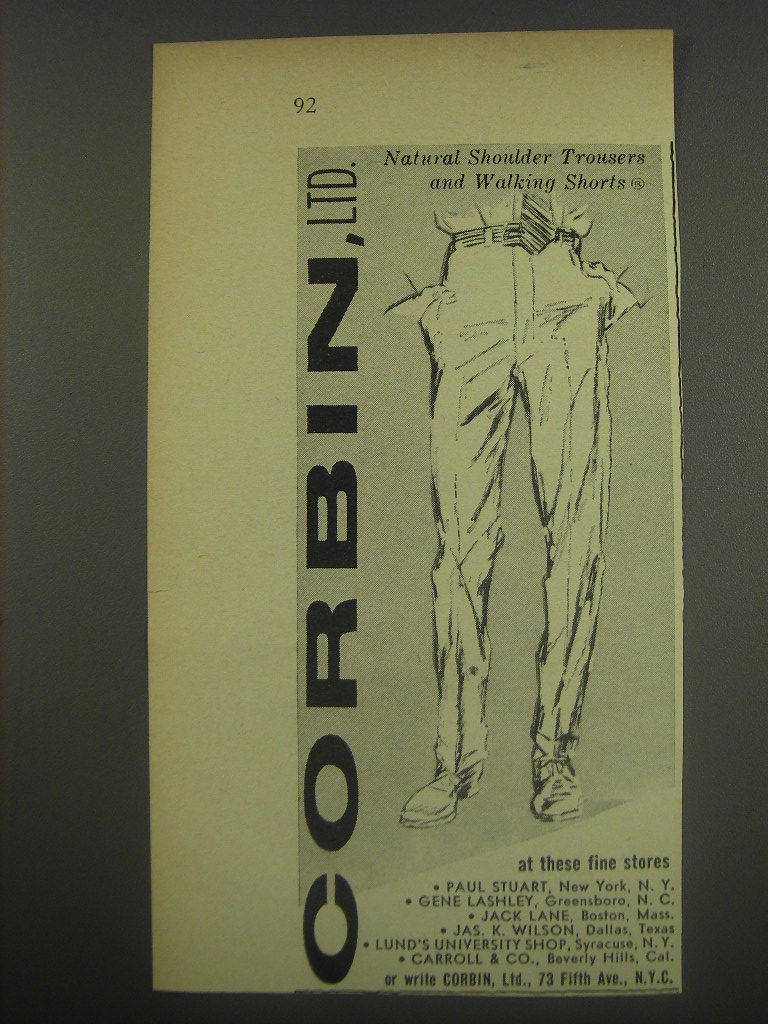 92
CORBIN, LTD.
Natural Shoulder Trousers
and Walking Shorts ®
at these fine stores
• PAUL STUART, New York, N. Y.
• GENE LASHLEY, Greensboro, N. C.
• JACK LANE, Boston, Mass.
• JAS. K. WILSON, Dallas, Texas
• LUND'S UNIVERSITY SHOP, Syracuse, N.Y.
• CARROLL & CO., Beverly Hills, Cal.
or write CORBIN, Ltd., 73 Fifth Ave., N.Y.C.